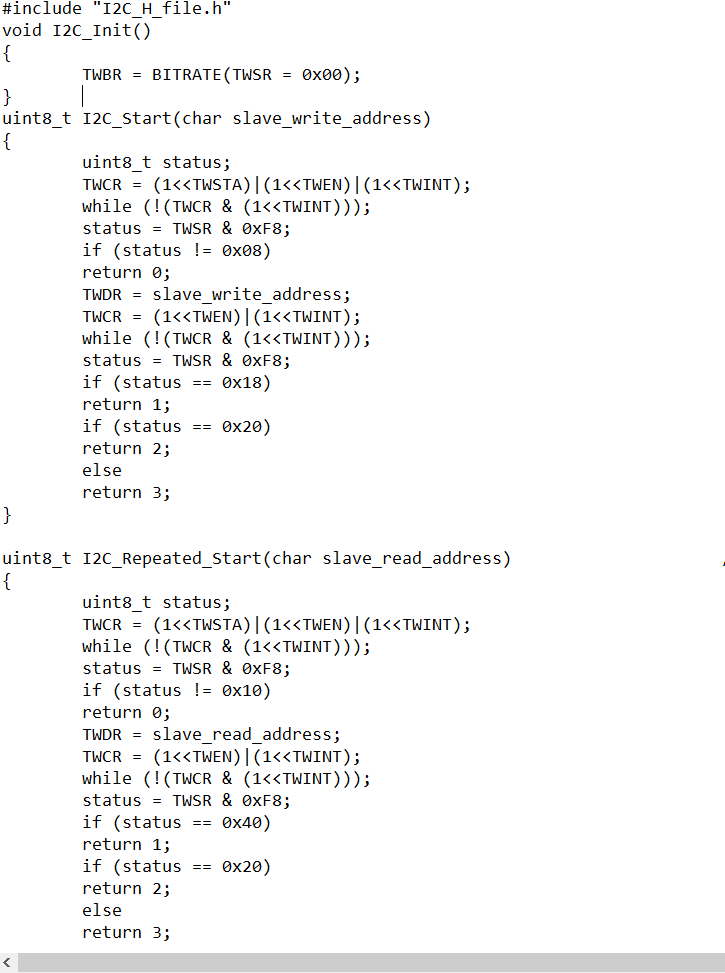 #include "I2C_H_file.h"
void I2C_Init()
{
        TWBR = BITRATE(TWSR = 0x00);
}
uint8_t I2C_Start(char slave_write_address)
{
        uint8_t status;
        TWCR = (1<<TWSTA)|(1<<TWEN)|(1<<TWINT);
        while (!(TWCR & (1<<TWINT)));
        status = TWSR & 0xF8;
        if (status != 0x08)
        return 0;
        TWDR = slave_write_address;
        TWCR = (1<<TWEN)|(1<<TWINT);
        while (!(TWCR & (1<<TWINT)));
        status = TWSR & 0xF8;
        if (status == 0x18)
        return 1;
        if (status == 0x20)
        return 2;
        else
        return 3;
}

uint8_t I2C_Repeated_Start(char slave_read_address)
{
        uint8_t status;
        TWCR = (1<<TWSTA)|(1<<TWEN)|(1<<TWINT);
        while (!(TWCR & (1<<TWINT)));
        status = TWSR & 0xF8;
        if (status != 0x10)
        return 0;
        TWDR = slave_read_address;
        TWCR = (1<<TWEN)|(1<<TWINT);
        while (!(TWCR & (1<<TWINT)));
        status = TWSR & 0xF8;
        if (status == 0x40)
        return 1;
        if (status == 0x20)
        return 2;
        else
        return 3;